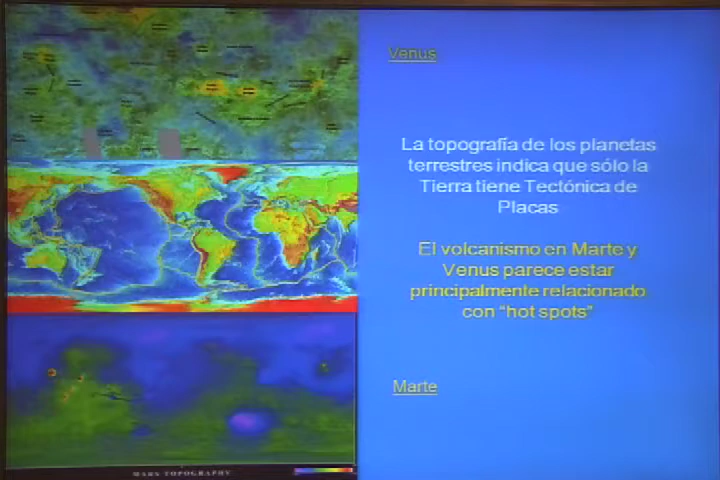 Venus
La topografía de los planetas
terrestres indica que sólo la
Tierra tiene Tectónica de
Placas
El volcanismo en Marte y
Venus parece estar
principalmente relacionado
con "hot spots"
Marte
MARS TOPOGRAPHY